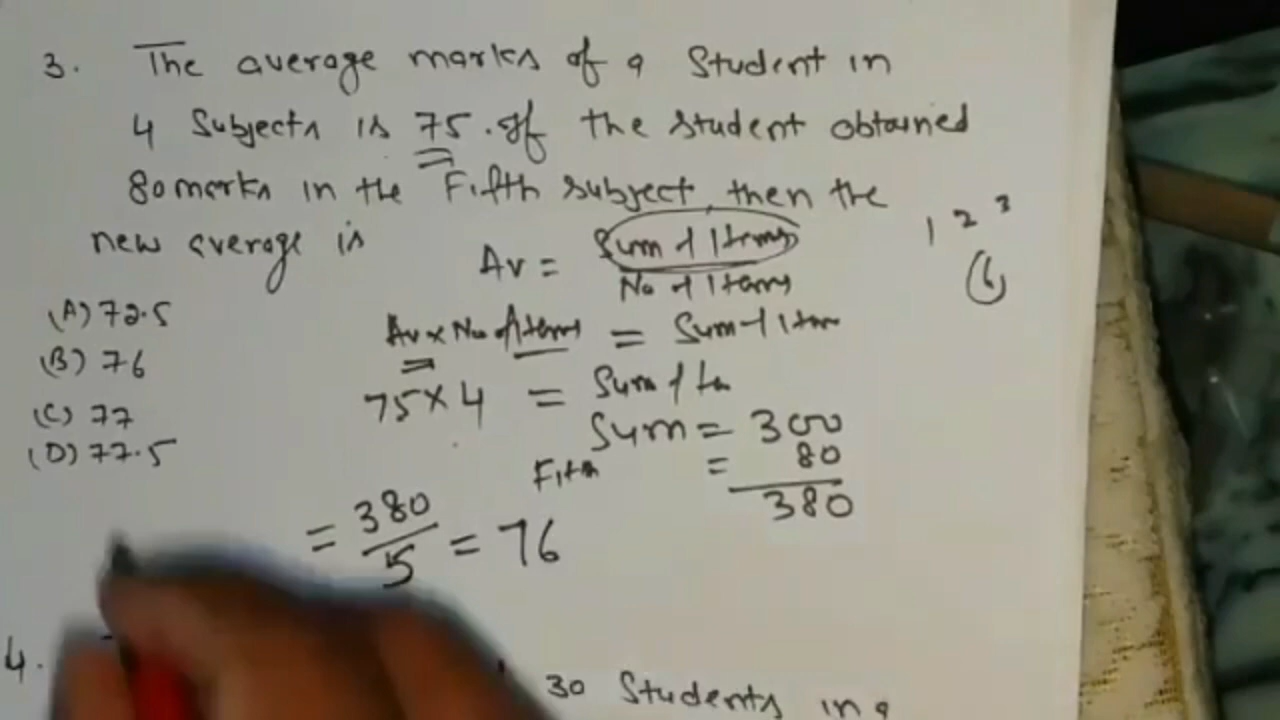 3. The average marks of a Student in
4 Subjects is 75. If the student obtained
80 marks in the Fifth subject, then the
new average is
Av = Sum of Items
No of Items
1 2 3
6
(A) 72.5
(B) 76
(C) 77
(D) 77.5
Av x No of Items = Sum of Item
75 x 4 = Sum of
Sum = 300
Fifth = 80
380
= 380/5 = 76
4.
30 Students in a